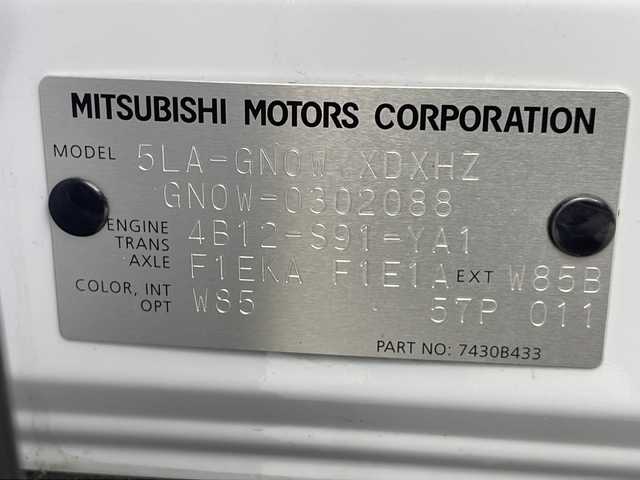 MITSUBISHI MOTORS CORPORATION
MODEL 5LA-GN0W XDXHZ
GN0W-0302088
ENGINE 4B12-S91-YA1
TRANS AXLE F1EKA F1E1A EXT W85B
COLOR, INT OPT W85 57P 011
PART NO: 7430B433